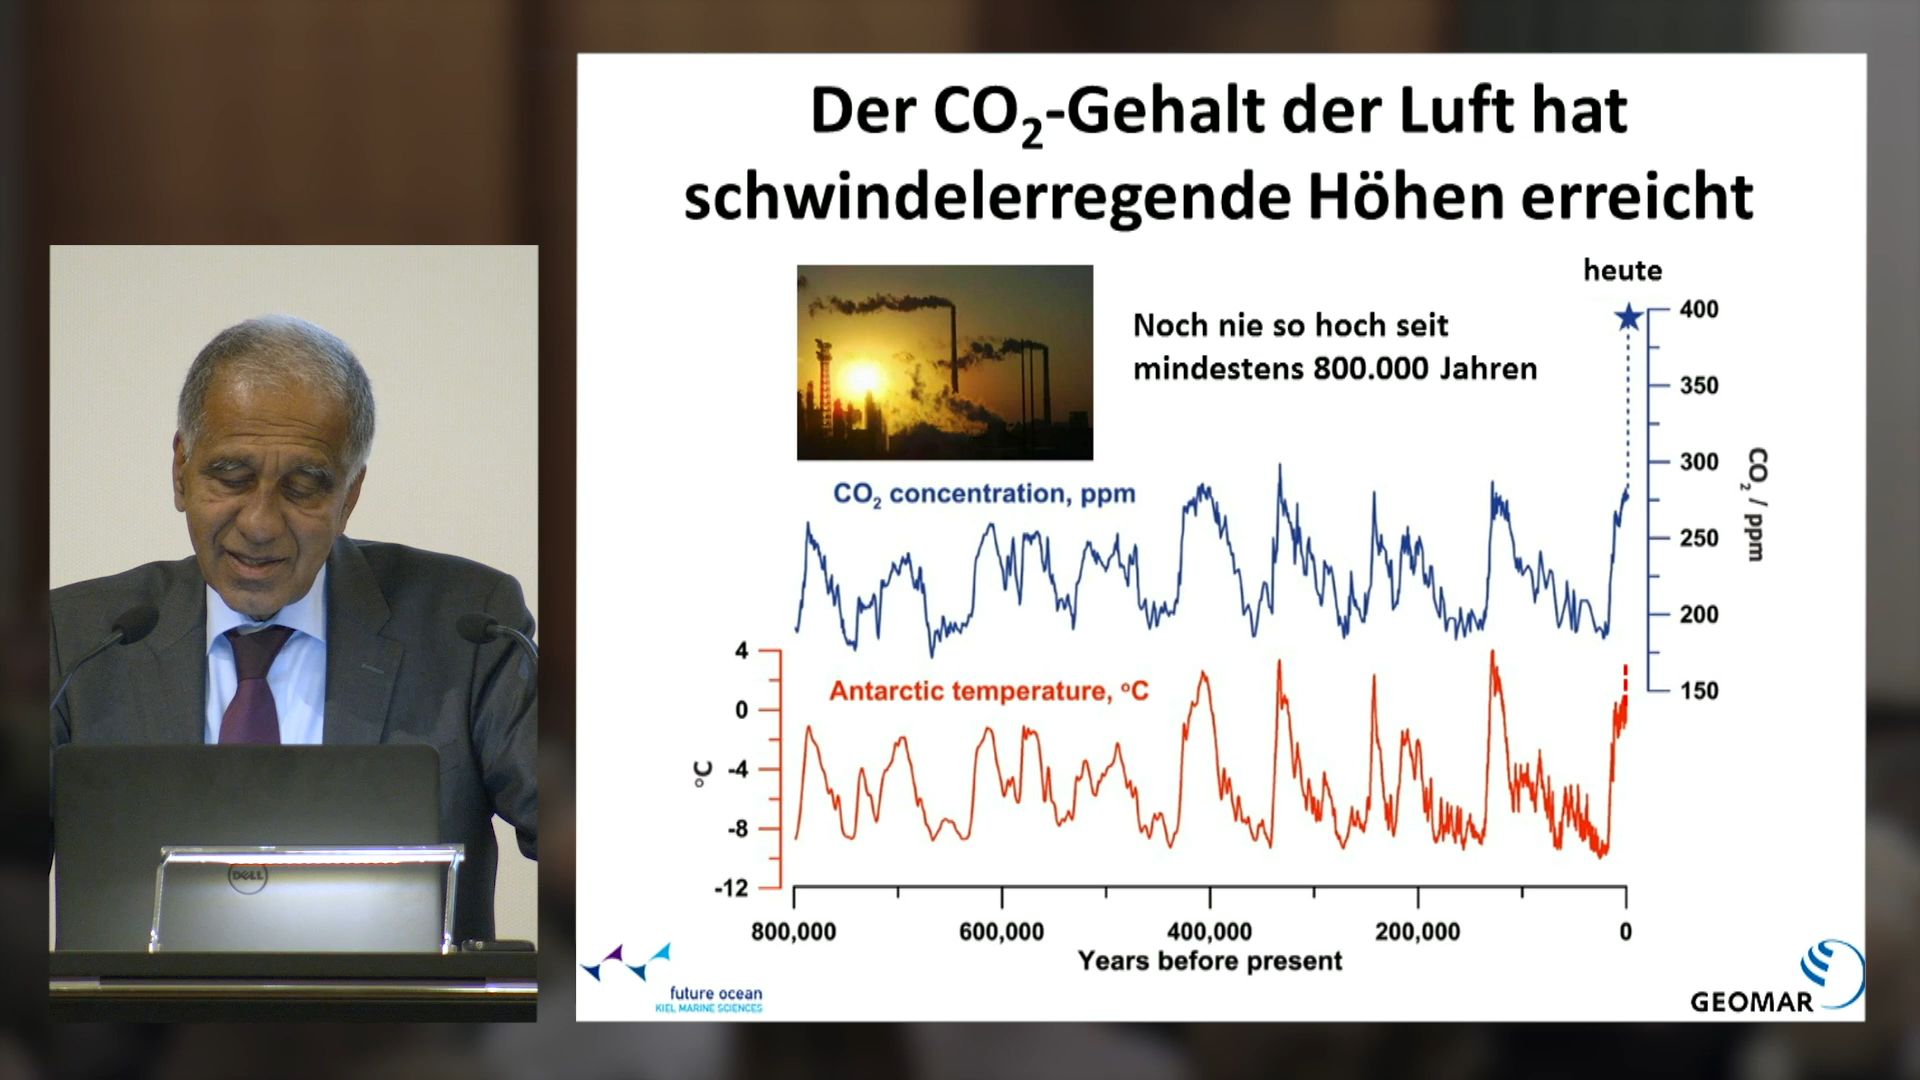 Der CO₂-Gehalt der Luft hat
schwindelerregende Höhen erreicht
heute
Noch nie so hoch seit
mindestens 800.000 Jahren
400
350
300
250
200
150
CO₂ / ppm
CO₂ concentration, ppm
Antarctic temperature, °C
4
0
-4
-8
-12
°C
800,000
600,000
400,000
200,000
0
Years before present
future ocean
KIEL MARINE SCIENCES
GEOMAR
DELL